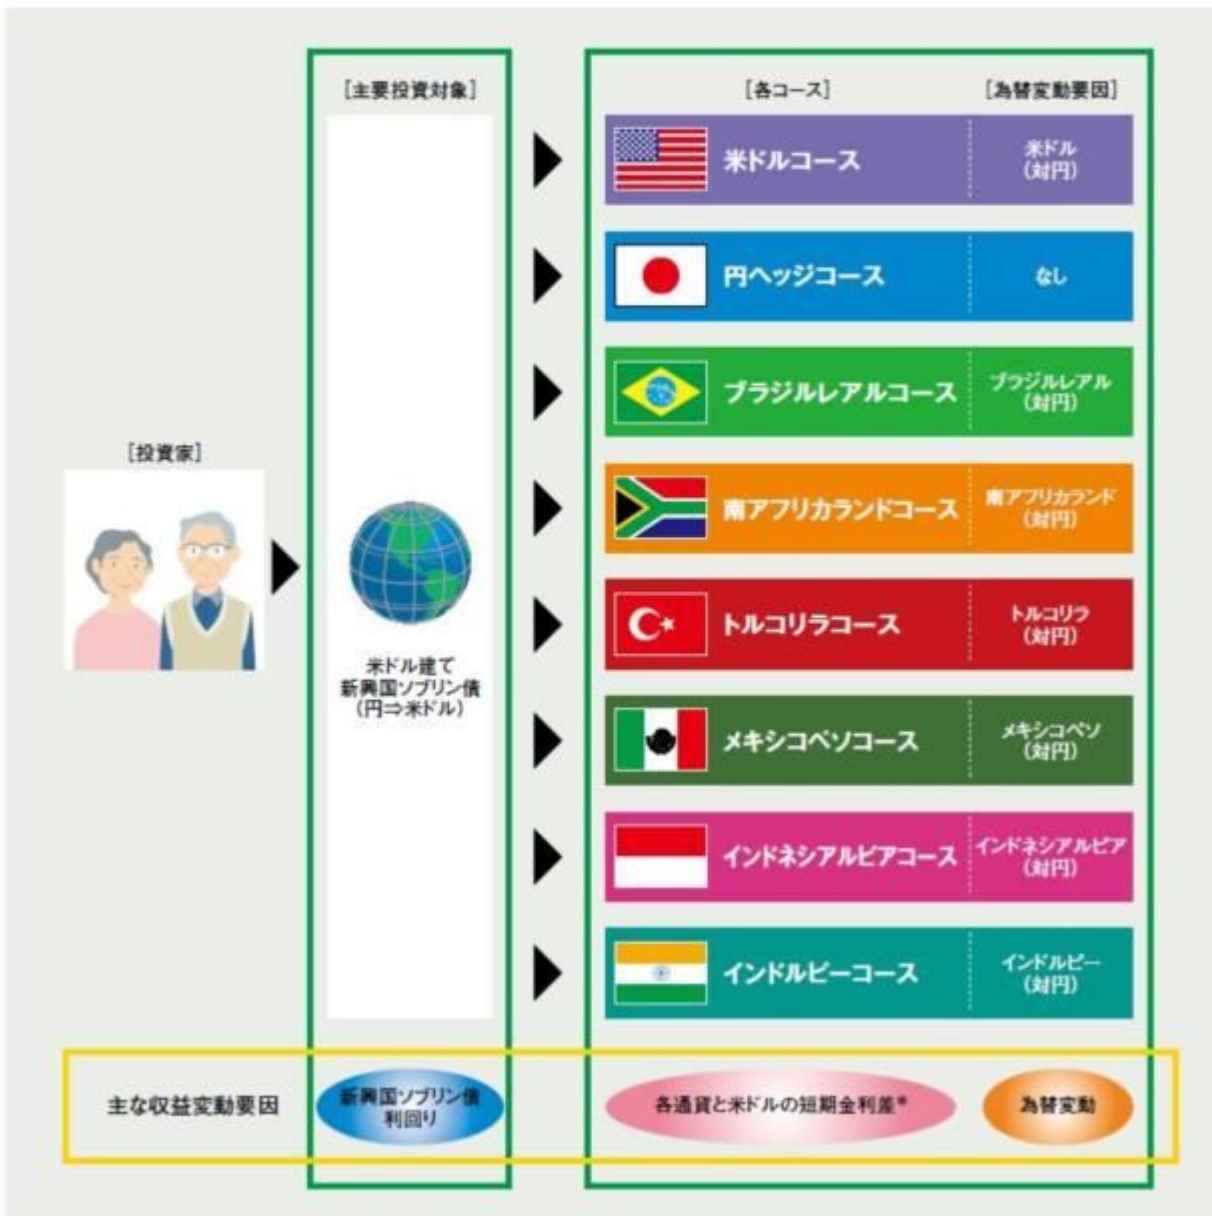 [主要投資対象]
[各コース]
[為替変動要因]
米ドルコース
米ドル
(対円)
円ヘッジコース
なし
ブラジルレアルコース
ブラジルレアル
(対円)
[投資家]
南アフリカランドコース
南アフリカランド
(対円)
トルコリラコース
トルコリラ
(対円)
米ドル建て
新興国ソブリン債
(円⇒米ドル)
メキシコペソコース
メキシコペソ
(対円)
インドネシアルピアコース
インドネシアルピア
(対円)
インドルピーコース
インドルピー
(対円)
主な収益変動要因
新興国ソブリン債
利回り
各通貨と米ドルの短期金利差*
為替変動